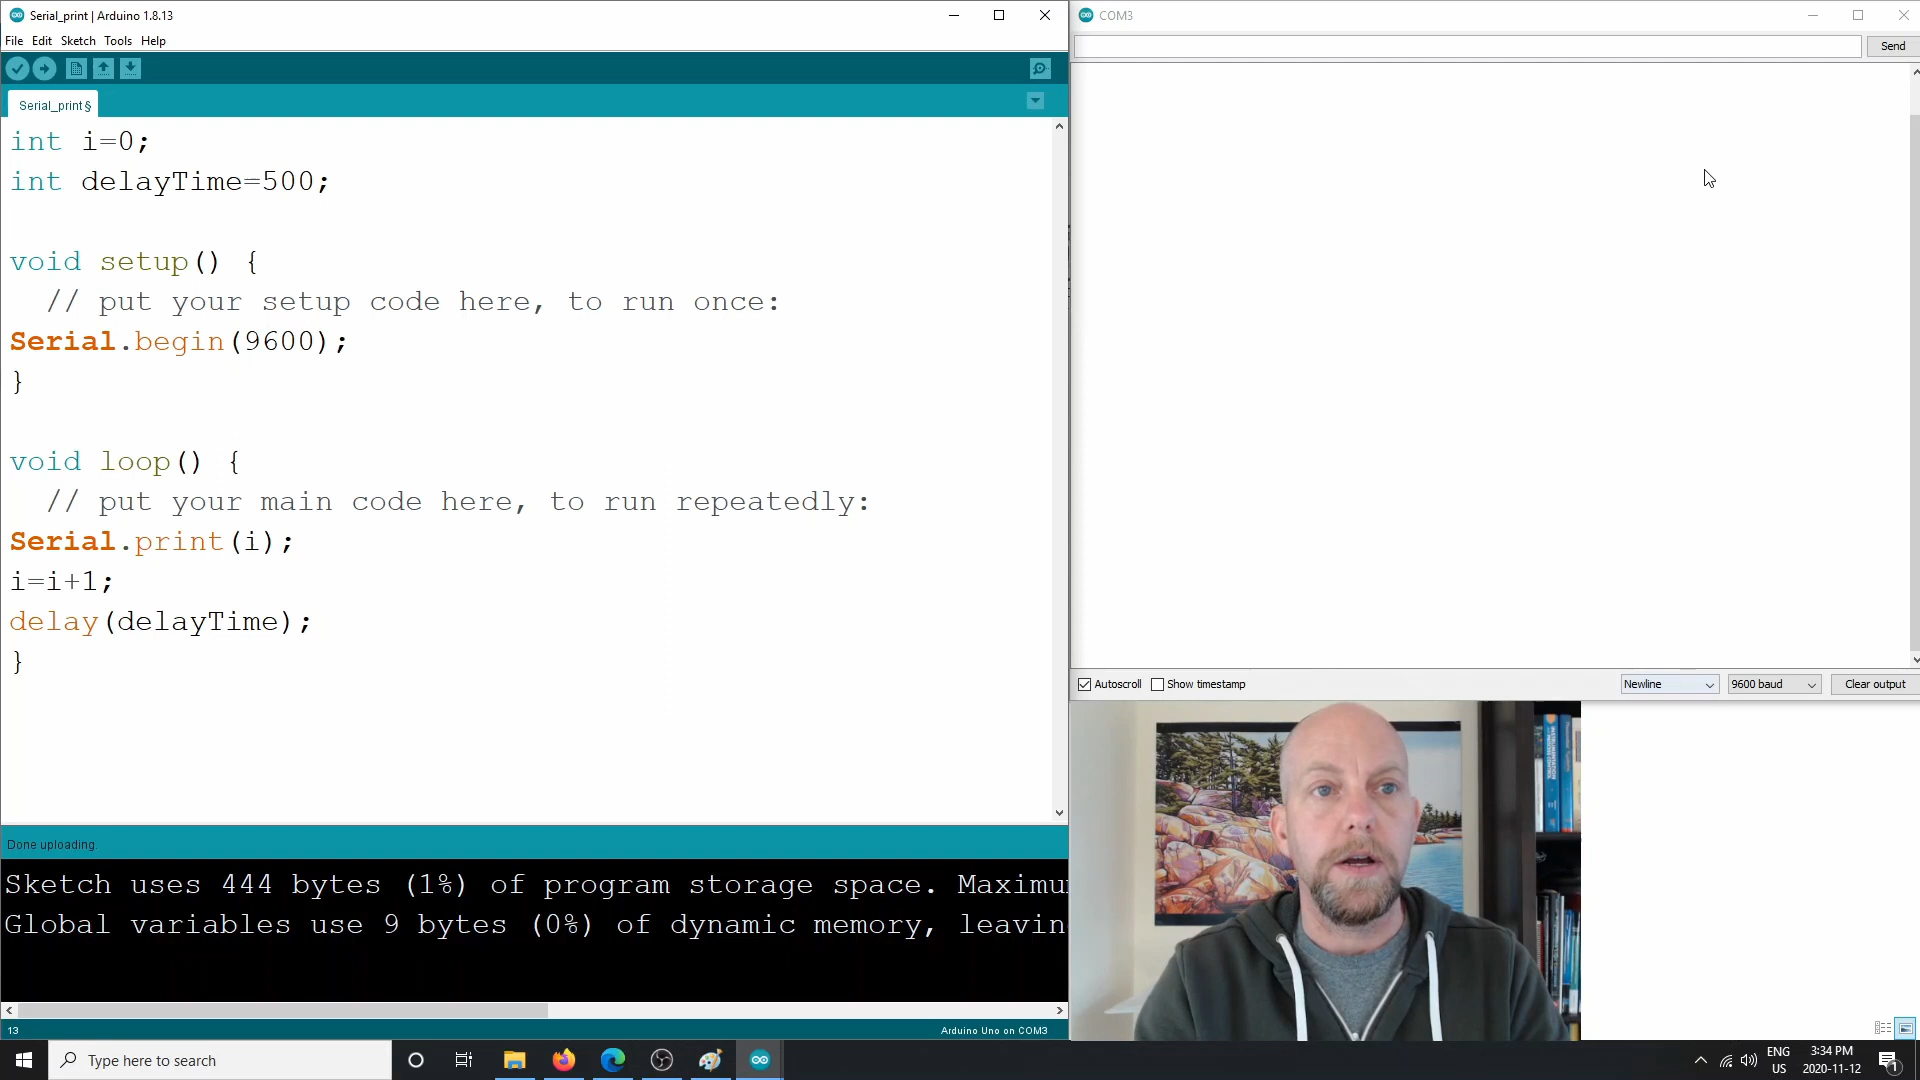 Serial_print | Arduino 1.8.13
File Edit Sketch Tools Help
Serial_print§
int i=0;
int delayTime=500;
void setup() {
// put your setup code here, to run once:
Serial.begin(9600);
}
void loop() {
// put your main code here, to run repeatedly:
Serial.print(i);
i=i+1;
delay(delayTime);
}
Done uploading.
Sketch uses 444 bytes (1%) of program storage space. Maximu
Global variables use 9 bytes (0%) of dynamic memory, leavin
13
Arduino Uno on COM3
COM3
Send
Autoscroll
Show timestamp
Newline
9600 baud
Clear output
Type here to search
ENG
US
3:34 PM
2020-11-12
1